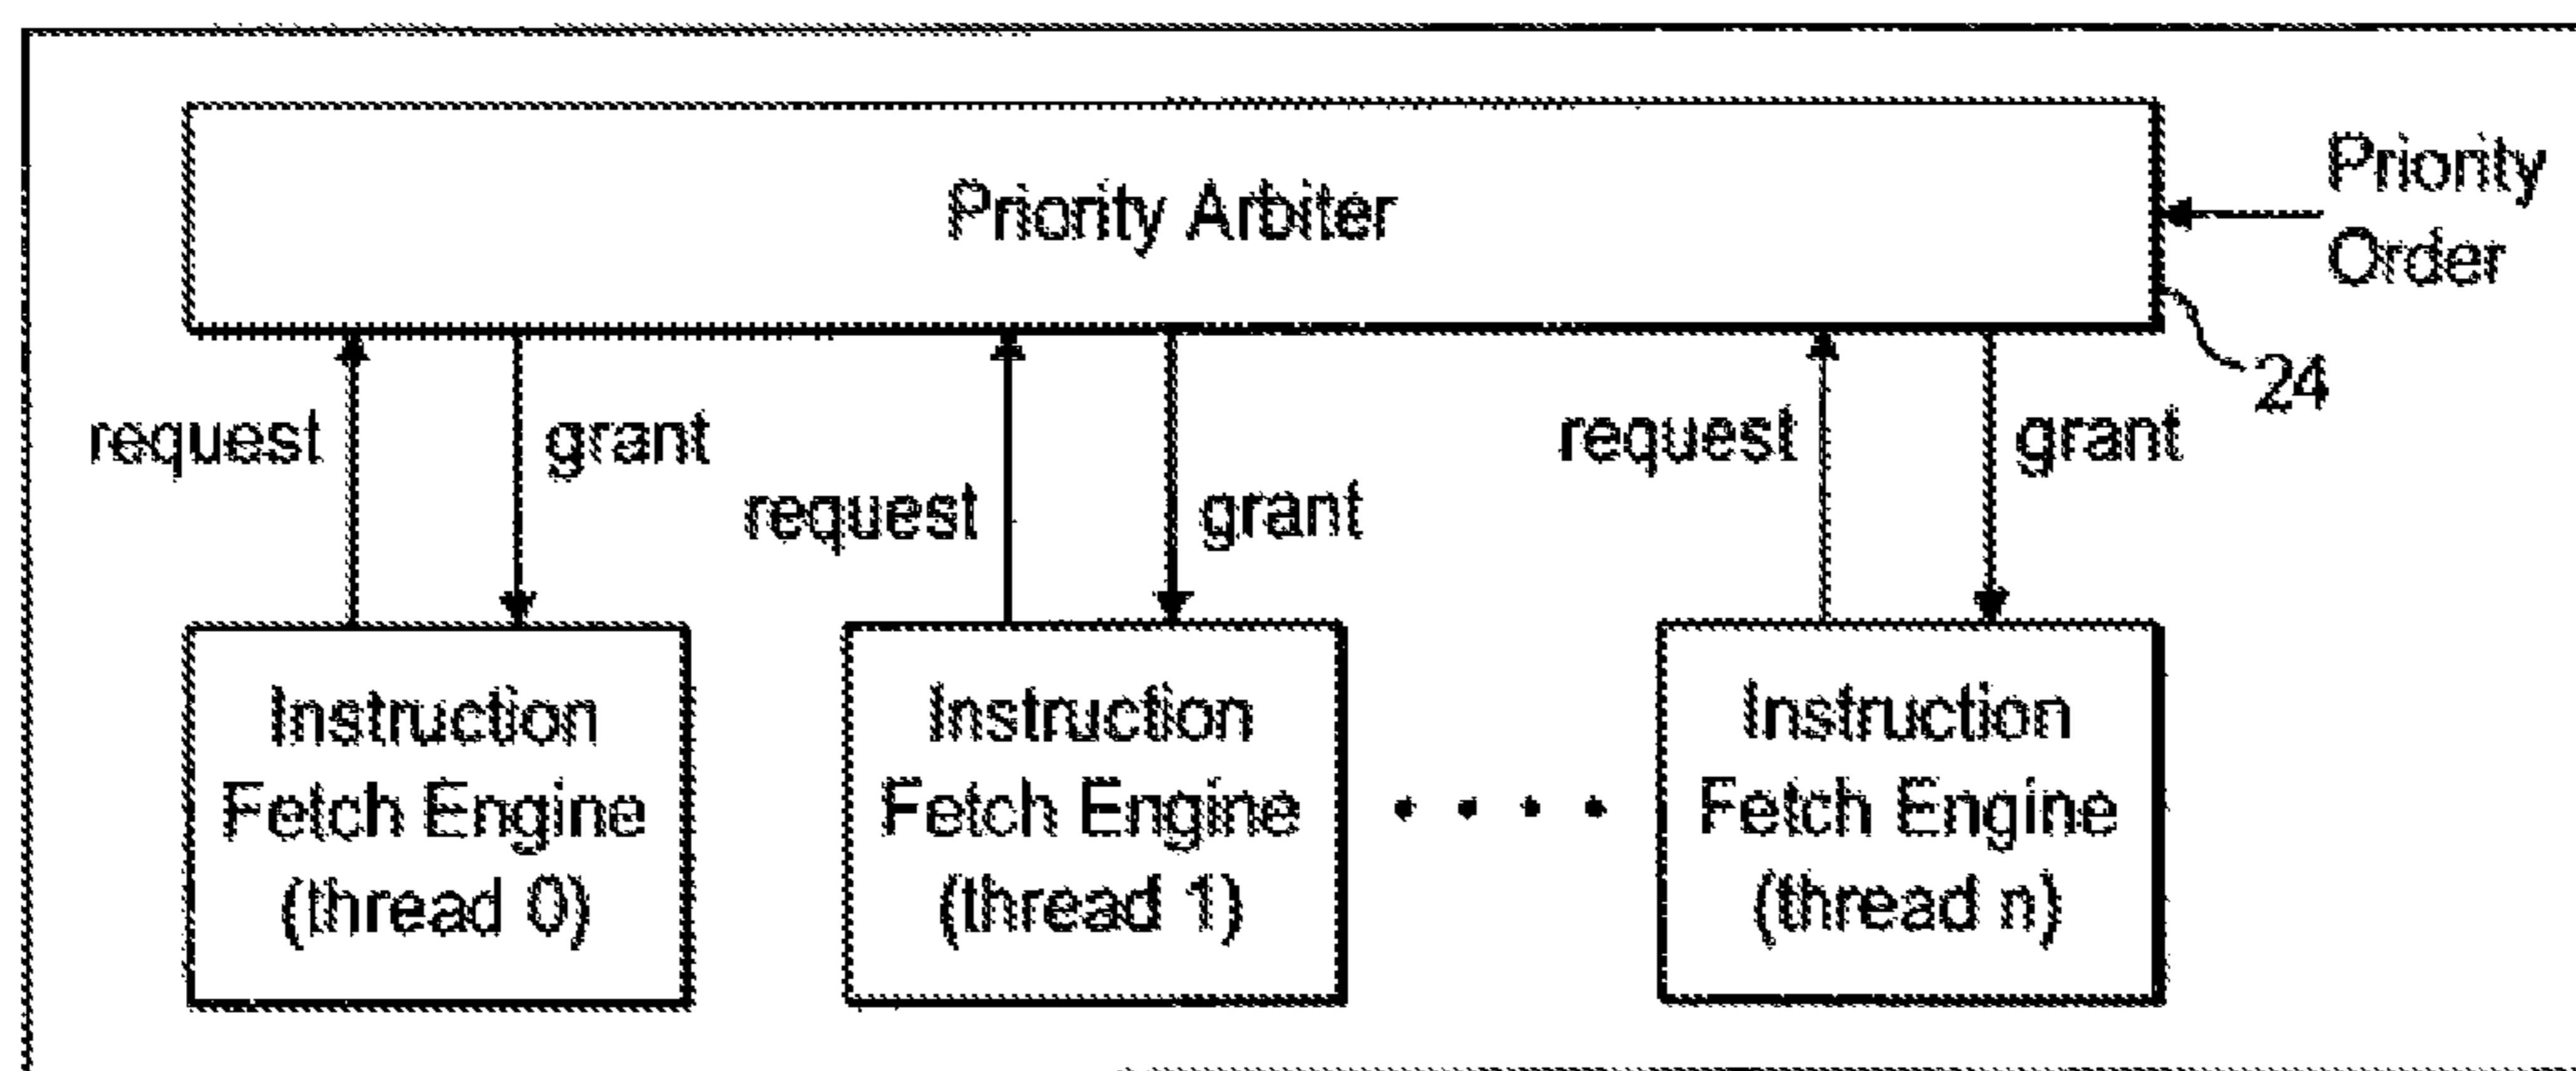 Priority Arbiter
Priority
Order
24
request
grant
request
grant
request
grant
Instruction
Fetch Engine
(thread 0)
Instruction
Fetch Engine
(thread 1)
Instruction
Fetch Engine
(thread n)